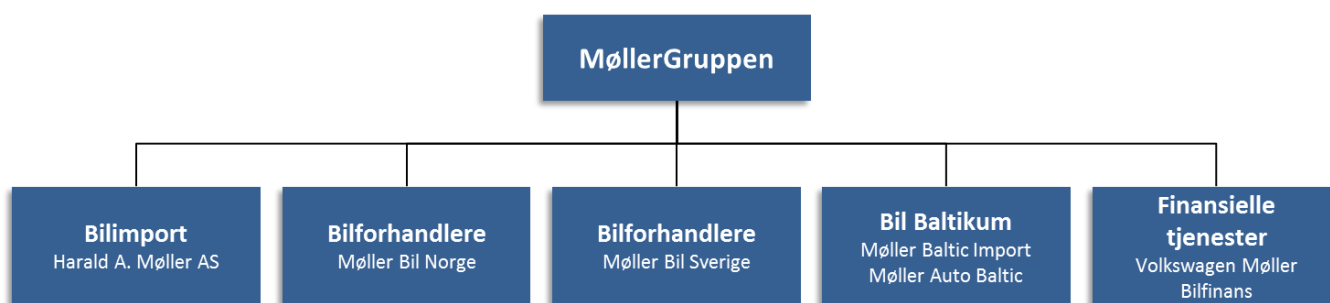 MøllerGruppen
Bilimport
Harald A. Møller AS
Bilforhandlere
Møller Bil Norge
Bilforhandlere
Møller Bil Sverige
Bil Baltikum
Møller Baltic Import
Møller Auto Baltic
Finansielle
tjenester
Volkswagen Møller
Bilfinans